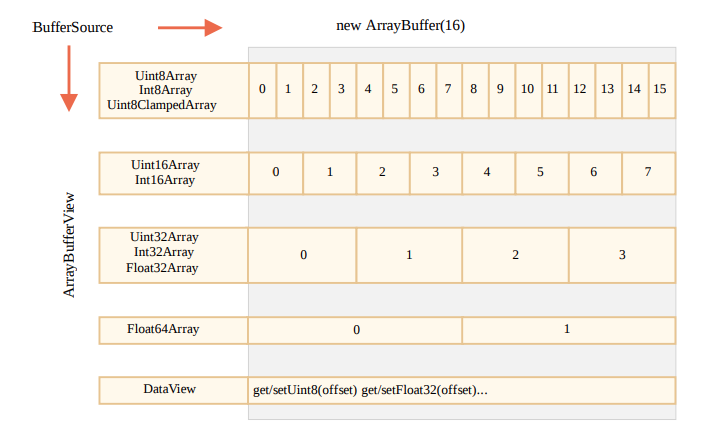 BufferSource
new ArrayBuffer(16)
ArrayBufferView
Uint8Array
Int8Array
Uint8ClampedArray
0 1 2 3 4 5 6 7 8 9 10 11 12 13 14 15
Uint16Array
Int16Array
0 1 2 3 4 5 6 7
Uint32Array
Int32Array
Float32Array
0 1 2 3
Float64Array
0 1
DataView
get/setUint8(offset) get/setFloat32(offset)...